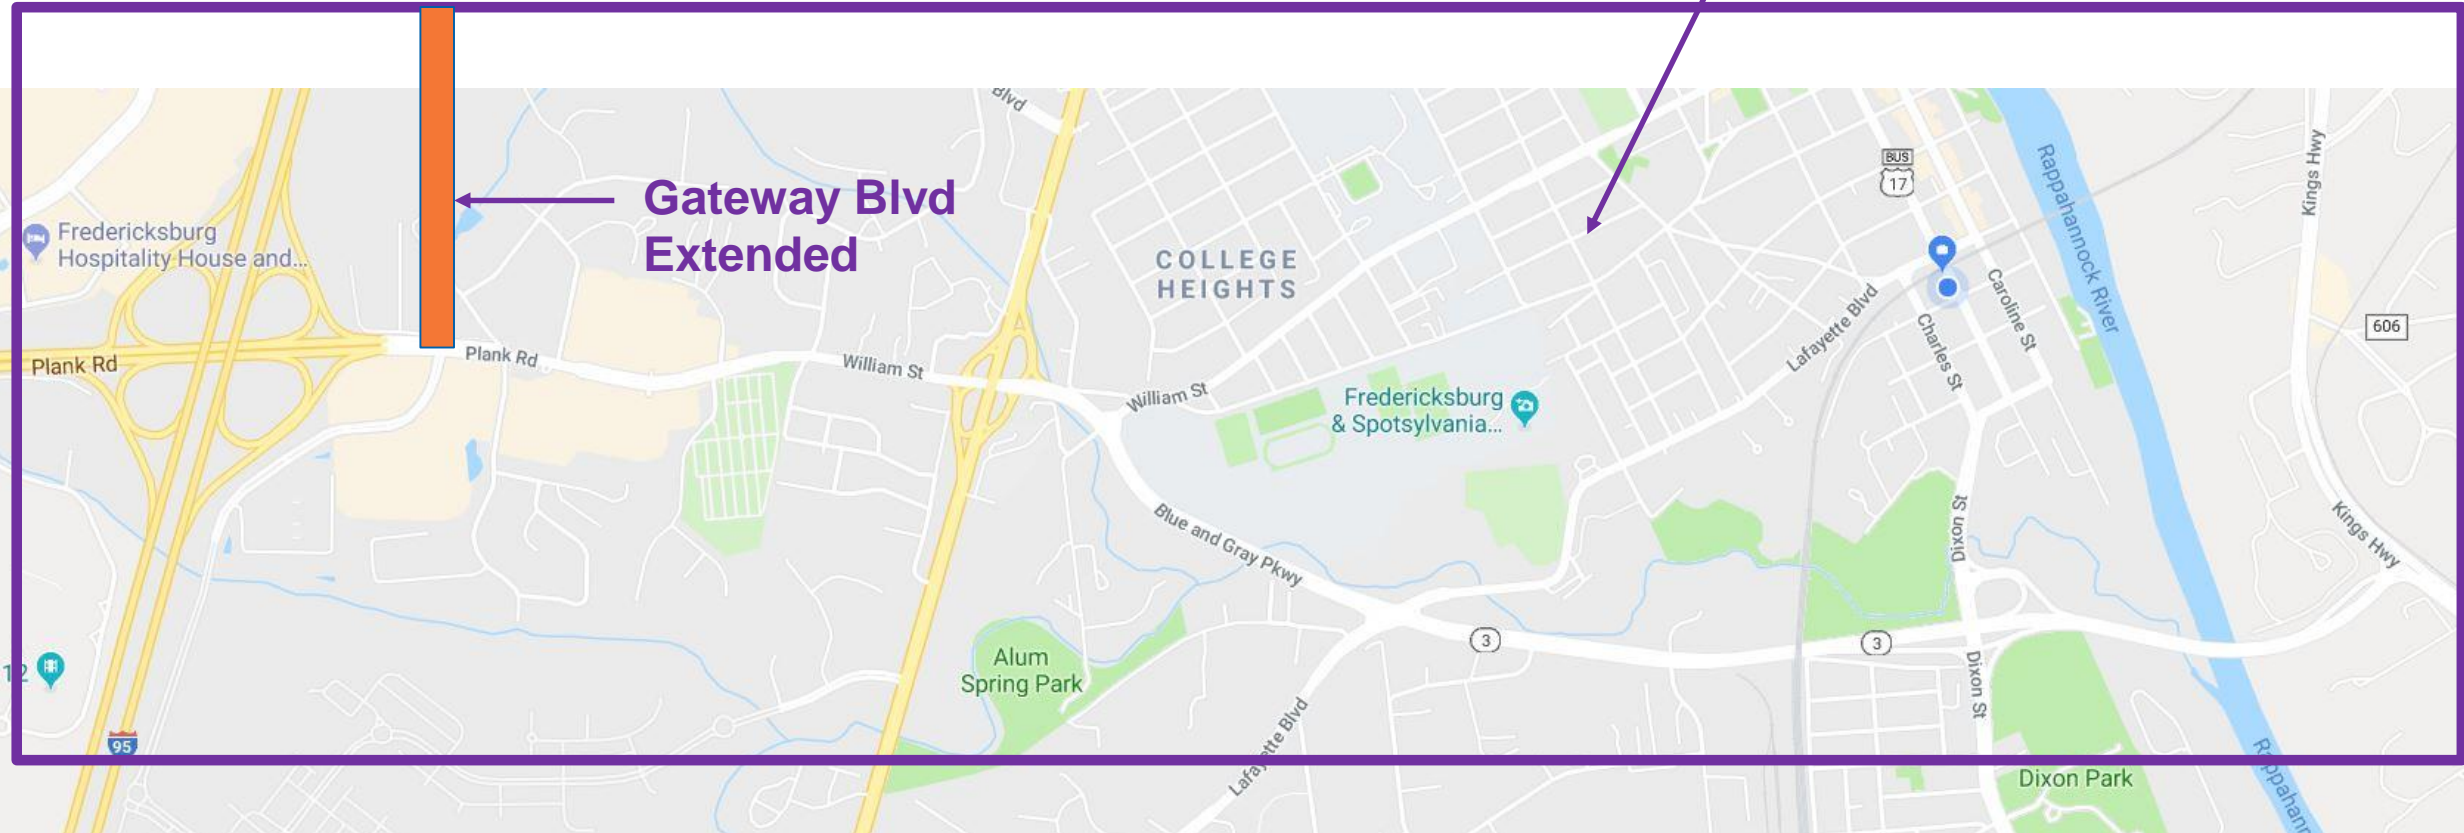 Blvd
BUS
17
Rappahannock River
Kings Hwy
Gateway Blvd
Extended
Fredericksburg
Hospitality House and...
COLLEGE
HEIGHTS
Caroline St
Lafayette Blvd
Charles St
606
Plank Rd
Plank Rd
William St
William St
Fredericksburg
& Spotsylvania...
Blue and Gray Pkwy
Dixon St
Kings Hwy
3
3
Alum
Spring Park
12
Dixon St
Lafayette Blvd
95
Dixon Park
Rappahann